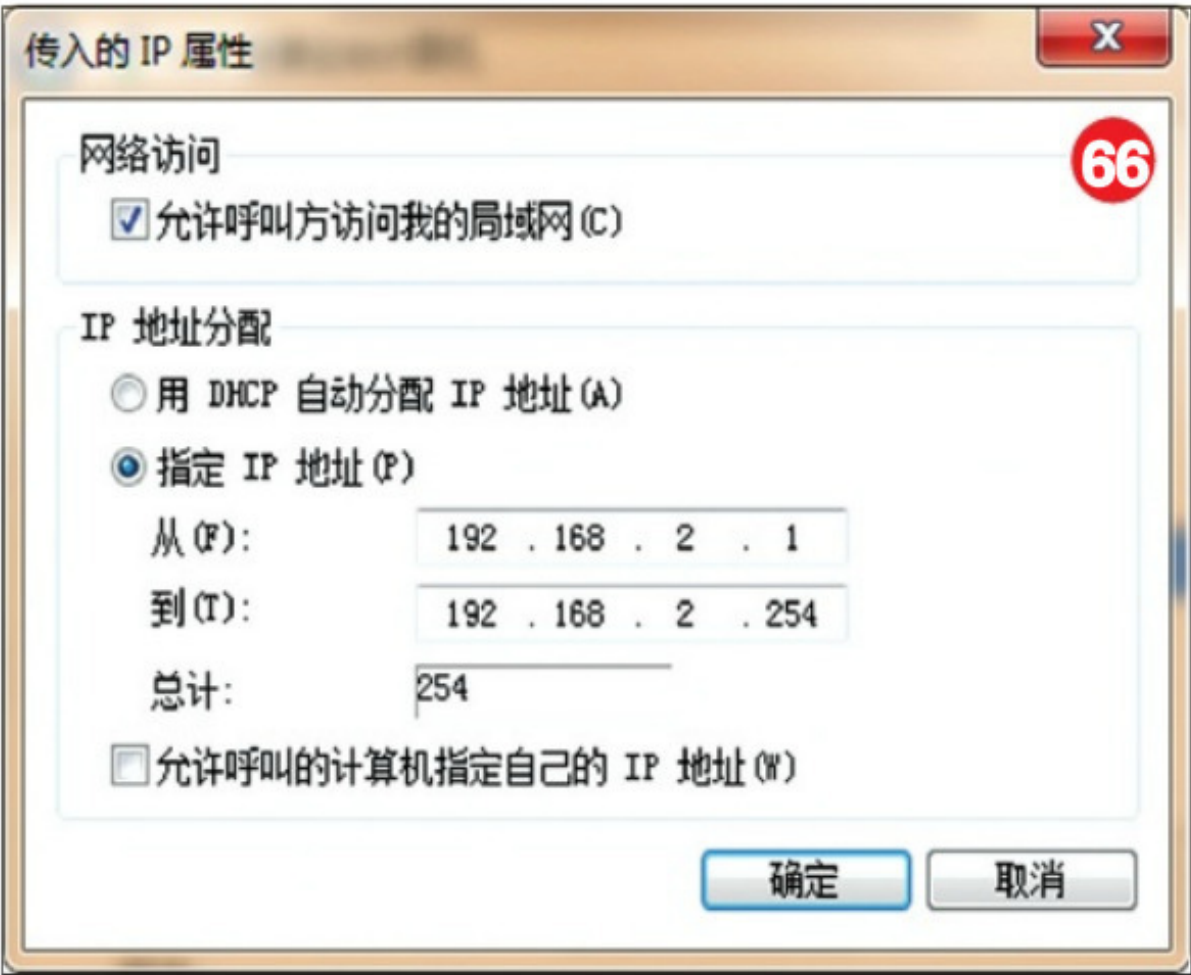 传入的 IP 属性
X
66
网络访问
允许呼叫方访问我的局域网(C)
IP 地址分配
用 DHCP 自动分配 IP 地址(A)
指定 IP 地址(P)
从(F): 192 . 168 . 2 . 1
到(T): 192 . 168 . 2 . 254
总计: 254
允许呼叫的计算机指定自己的 IP 地址(W)
确定 取消